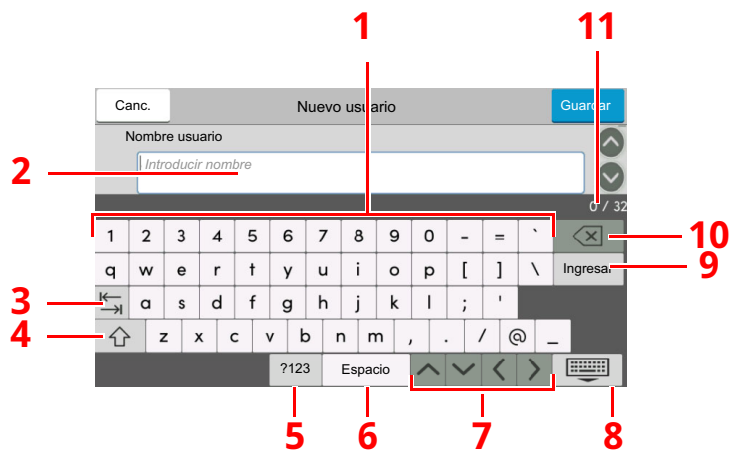 1 11
Canc. Nuevo usuario Guardar
Nombre usuario
2 Introducir nombre
0 / 32
1 2 3 4 5 6 7 8 9 0 - = ` 10
q w e r t y u i o p [ ] \ Ingresar 9
3 a s d f g h j k l ; '
4 z x c v b n m , . / @ _
?123 Espacio
5 6 7 8